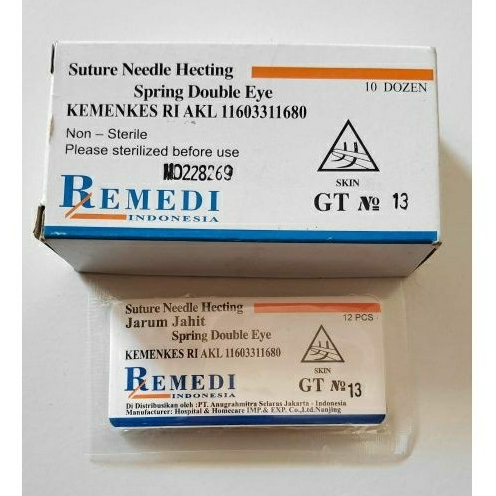 Suture Needle Hecting
Spring Double Eye
10 DOZEN
KEMENKES RI AKL 11603311680
Non – Sterile
Please sterilized before use
M0228269
SKIN
REMEDI
INDONESIA
GT № 13
Suture Needle Hecting
Jarum Jahit
12 PCS
Spring Double Eye
KEMENKES RI AKL 11603311680
SKIN
REMEDI
INDONESIA
GT № 13
Di Distribusikan oleh :PT. Anugrahmitra Selaras Jakarta - Indonesia
Manufacturer: Hospital & Homecare IMP.& EXP. Co.,Ltd.Nanjing